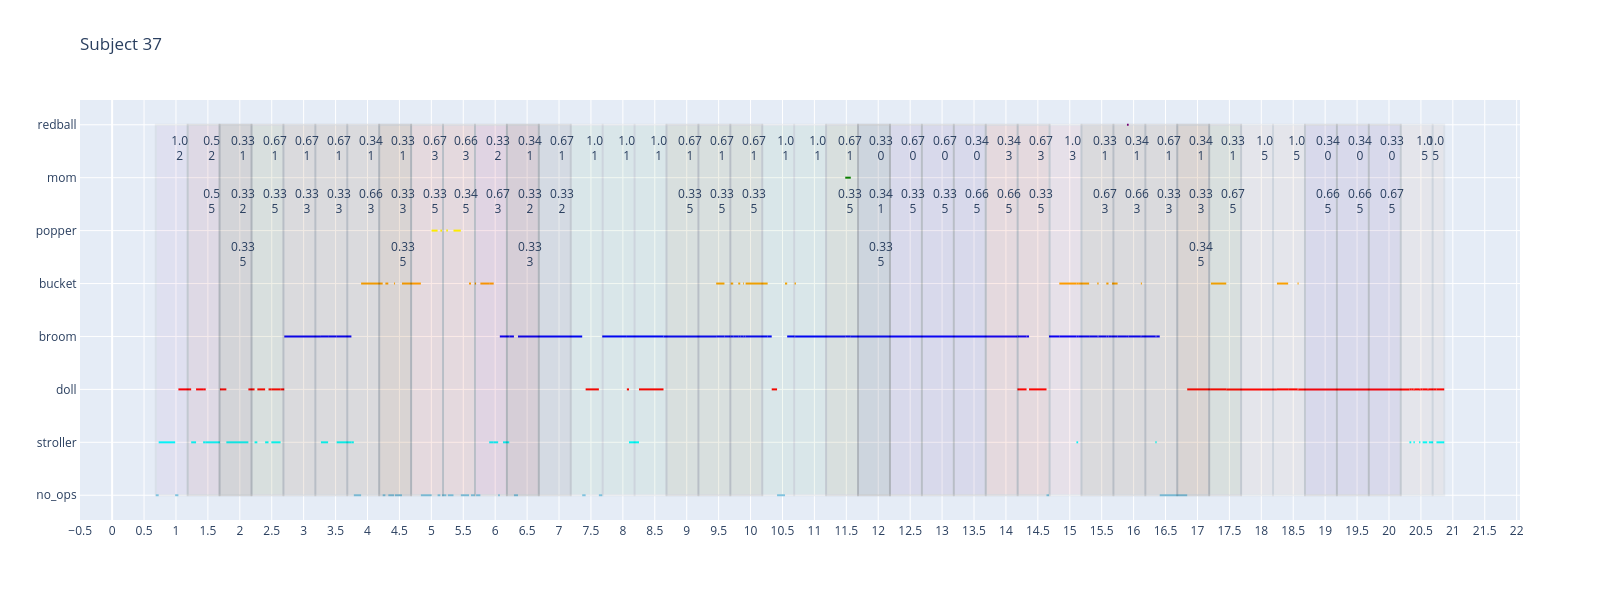 Subject 37
redball
1.0 0.5 0.33 0.67 0.67 0.67 0.34 0.33 0.67 0.66 0.33 0.34 0.67 1.0 1.0 1.0 0.67 0.67 0.67 1.0 1.0 0.67 0.33 0.67 0.67 0.34 0.34 0.67 1.0 0.33 0.34 0.67 0.34 0.33 1.0 1.0 0.34 0.34 0.33 1.0 1.0
2 2 1 1 1 1 1 1 3 3 2 1 1 1 1 1 1 1 1 1 1 1 0 0 0 0 3 3 3 1 1 1 1 1 5 5 0 0 0 5 5
mom
0.5 0.33 0.33 0.33 0.33 0.66 0.33 0.33 0.34 0.67 0.33 0.33 0.33 0.33 0.33 0.33 0.34 0.33 0.33 0.66 0.66 0.33 0.67 0.66 0.33 0.33 0.67 0.66 0.66 0.67
5 2 5 3 3 3 3 5 5 3 2 2 5 5 5 5 1 5 5 5 5 5 3 3 3 3 5 5 5 5
popper
0.33 0.33 0.33 0.33 0.34
5 5 3 5 5
bucket
broom
doll
stroller
no_ops
−0.5 0 0.5 1 1.5 2 2.5 3 3.5 4 4.5 5 5.5 6 6.5 7 7.5 8 8.5 9 9.5 10 10.5 11 11.5 12 12.5 13 13.5 14 14.5 15 15.5 16 16.5 17 17.5 18 18.5 19 19.5 20 20.5 21 21.5 22